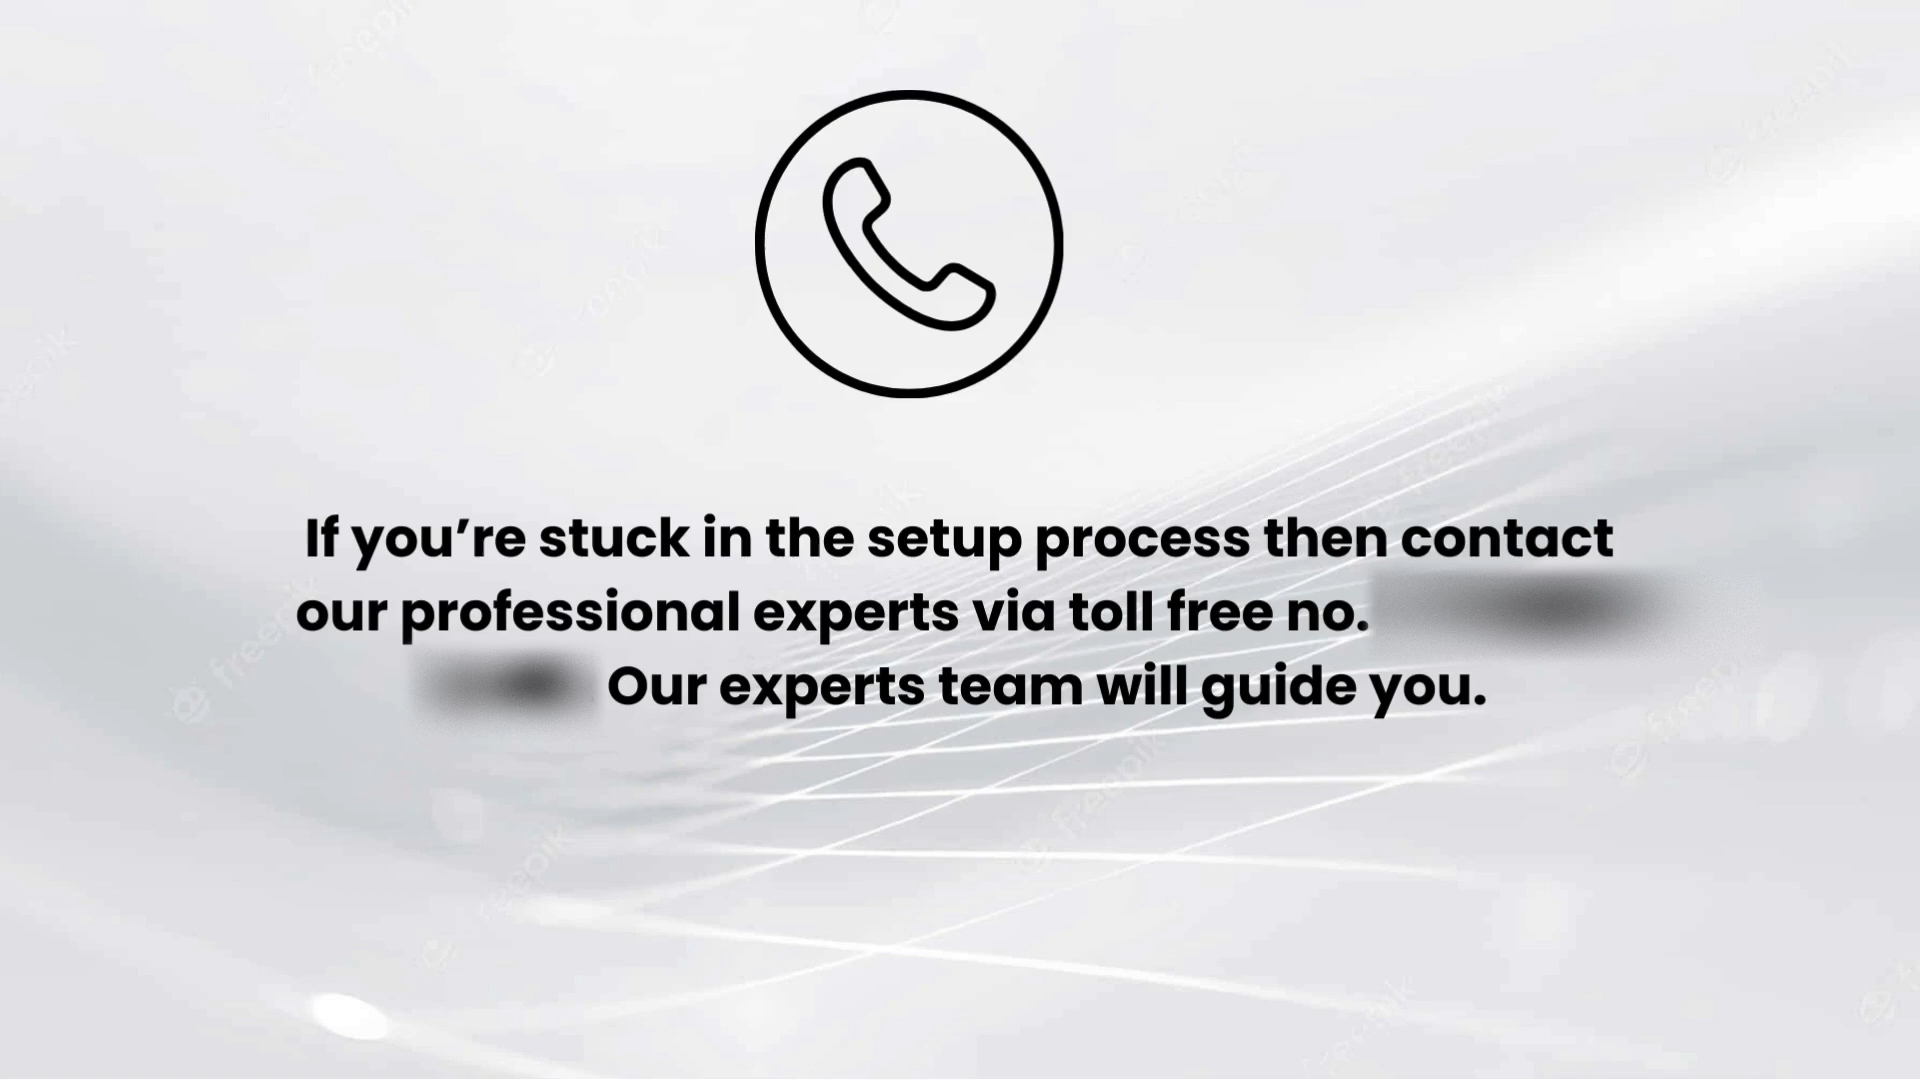 If you’re stuck in the setup process then contact
our professional experts via toll free no.
Our experts team will guide you.